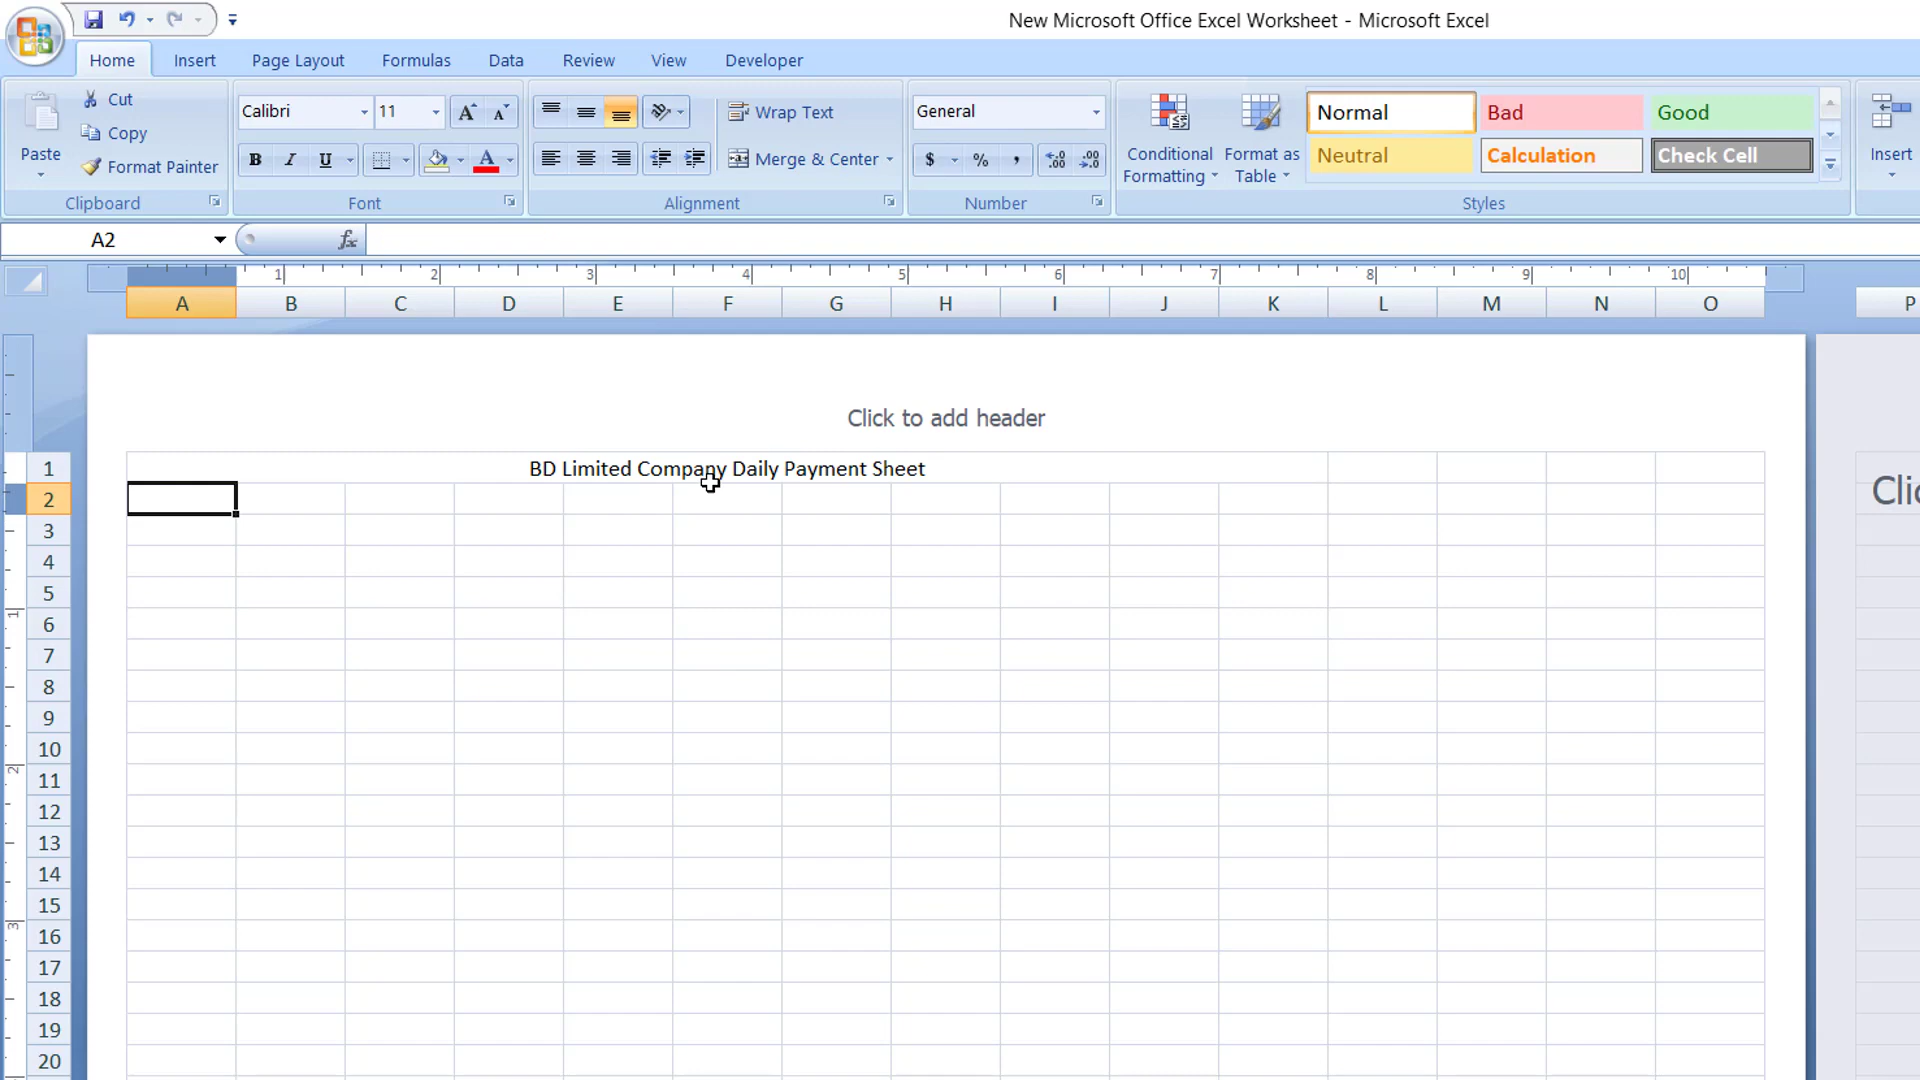 New Microsoft Office Excel Worksheet - Microsoft Excel
Home Insert Page Layout Formulas Data Review View Developer
Cut
Copy
Format Painter
Paste
Clipboard
Calibri 11
B I U A
Font
Wrap Text
Merge & Center
Alignment
General
$ % ,
Number
Conditional Formatting
Format as Table
Normal Bad Good
Neutral Calculation Check Cell
Styles
Insert
A2 fx
1 2 3 4 5 6 7 8 9 10
A B C D E F G H I J K L M N O P
Click to add header
1 BD Limited Company Daily Payment Sheet
2 Clic
3
4
5
6
7
8
9
10
11
12
13
14
15
16
17
18
19
20
1
2
3